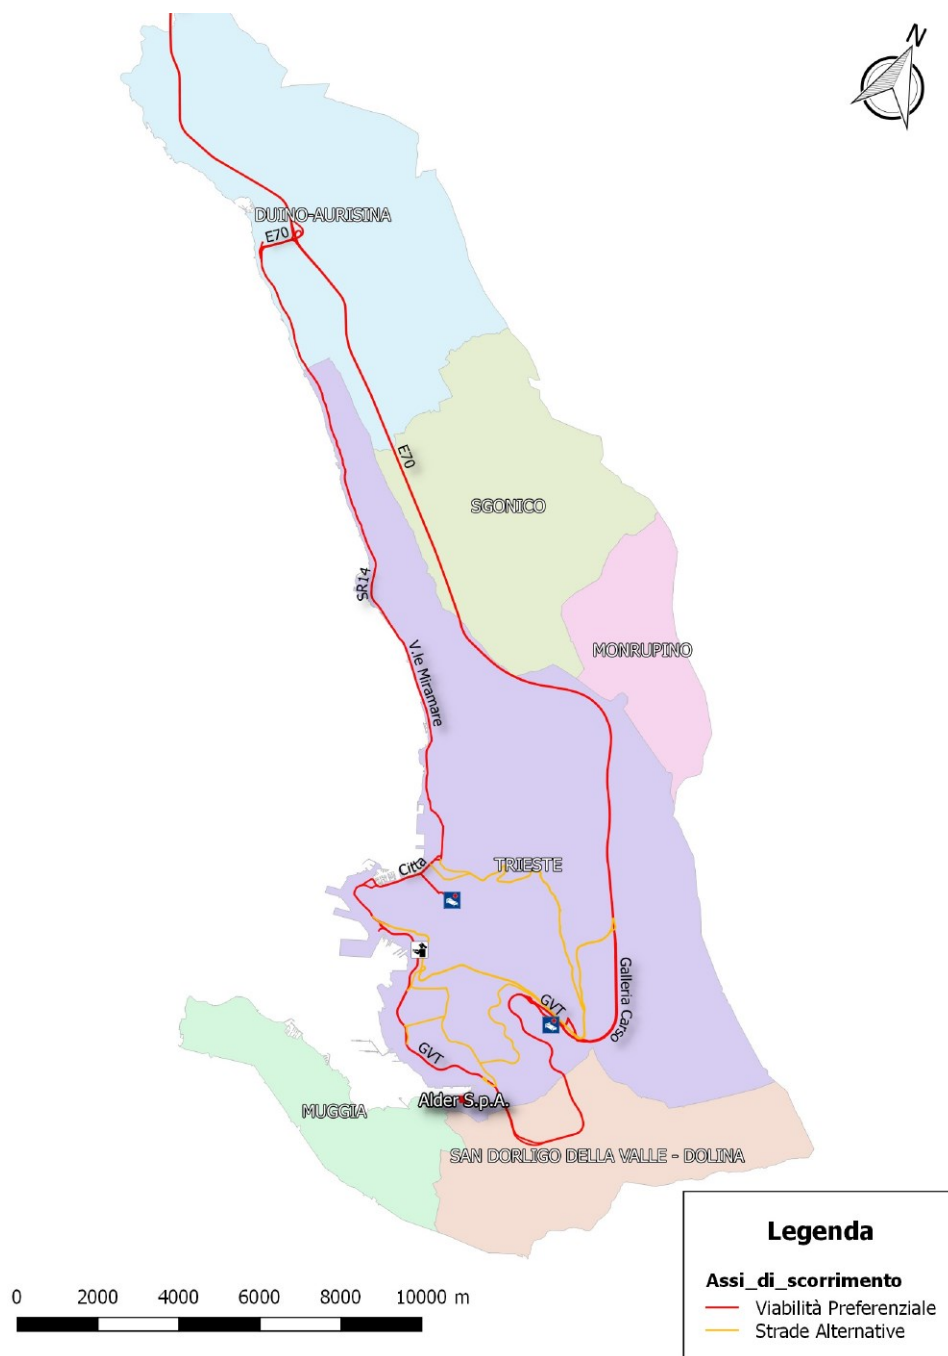 N
DUINO-AURISINA
E70
E70
SGONICO
SR14
MONRUPINO
V.le Miramare
TRIESTE
Citta
Galleria Carso
GVT
GVT
Alder S.p.A.
MUGGIA
SAN DORLIGO DELLA VALLE - DOLINA
Legenda
Assi_di_scorrimento
Viabilità Preferenziale
Strade Alternative
0 2000 4000 6000 8000 10000 m